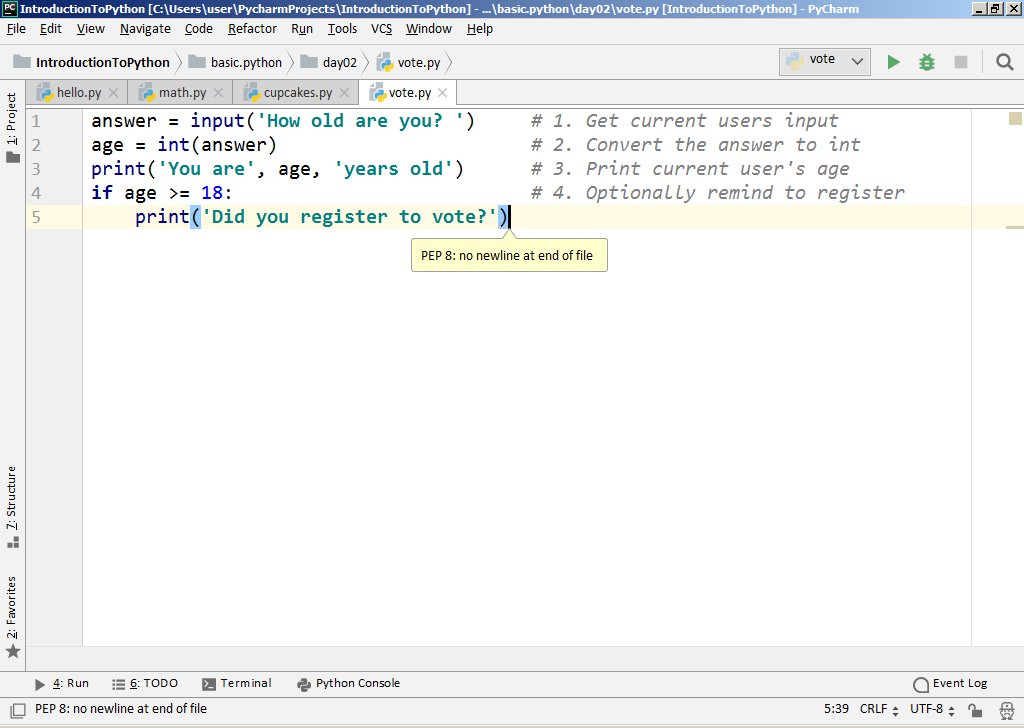 PC IntroductionToPython [C:\Users\user\PycharmProjects\IntroductionToPython] - ...\basic.python\day02\vote.py [IntroductionToPython] - PyCharm
File Edit View Navigate Code Refactor Run Tools VCS Window Help
IntroductionToPython basic.python day02 vote.py vote
hello.py math.py cupcakes.py vote.py
1: Project
1 answer = input('How old are you? ') # 1. Get current users input
2 age = int(answer) # 2. Convert the answer to int
3 print('You are', age, 'years old') # 3. Print current user's age
4 if age >= 18: # 4. Optionally remind to register
5 print('Did you register to vote?')
PEP 8: no newline at end of file
7: Structure
2: Favorites
4: Run 6: TODO Terminal Python Console Event Log
PEP 8: no newline at end of file 5:39 CRLF UTF-8